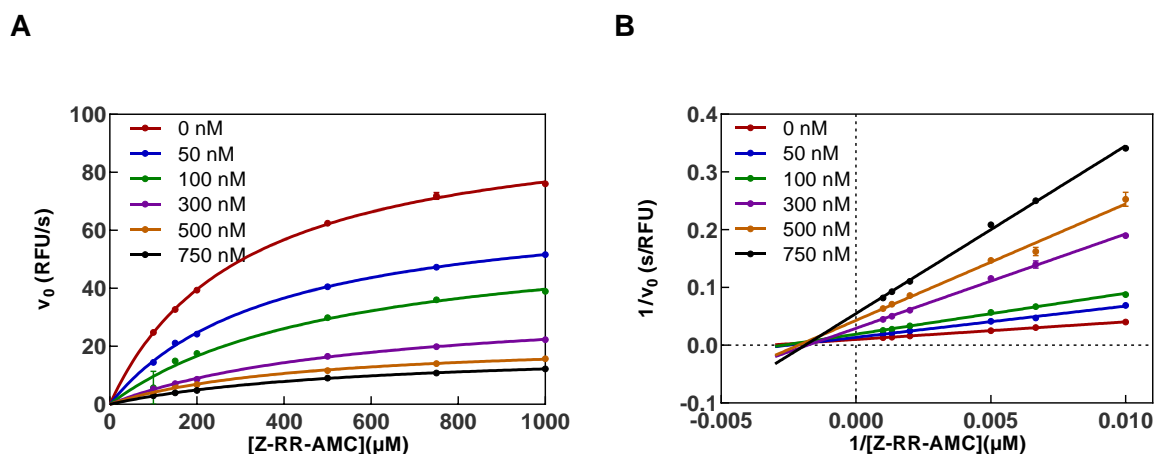 A
100
80
60
40
20
0
0 nM
50 nM
100 nM
300 nM
500 nM
750 nM
v0 (RFU/s)
0 200 400 600 800 1000
[Z-RR-AMC](µM)
B
0.4
0.3
0.2
0.1
0.0
-0.1
0 nM
50 nM
100 nM
300 nM
500 nM
750 nM
1/v0 (s/RFU)
-0.005 0.000 0.005 0.010
1/[Z-RR-AMC](µM)